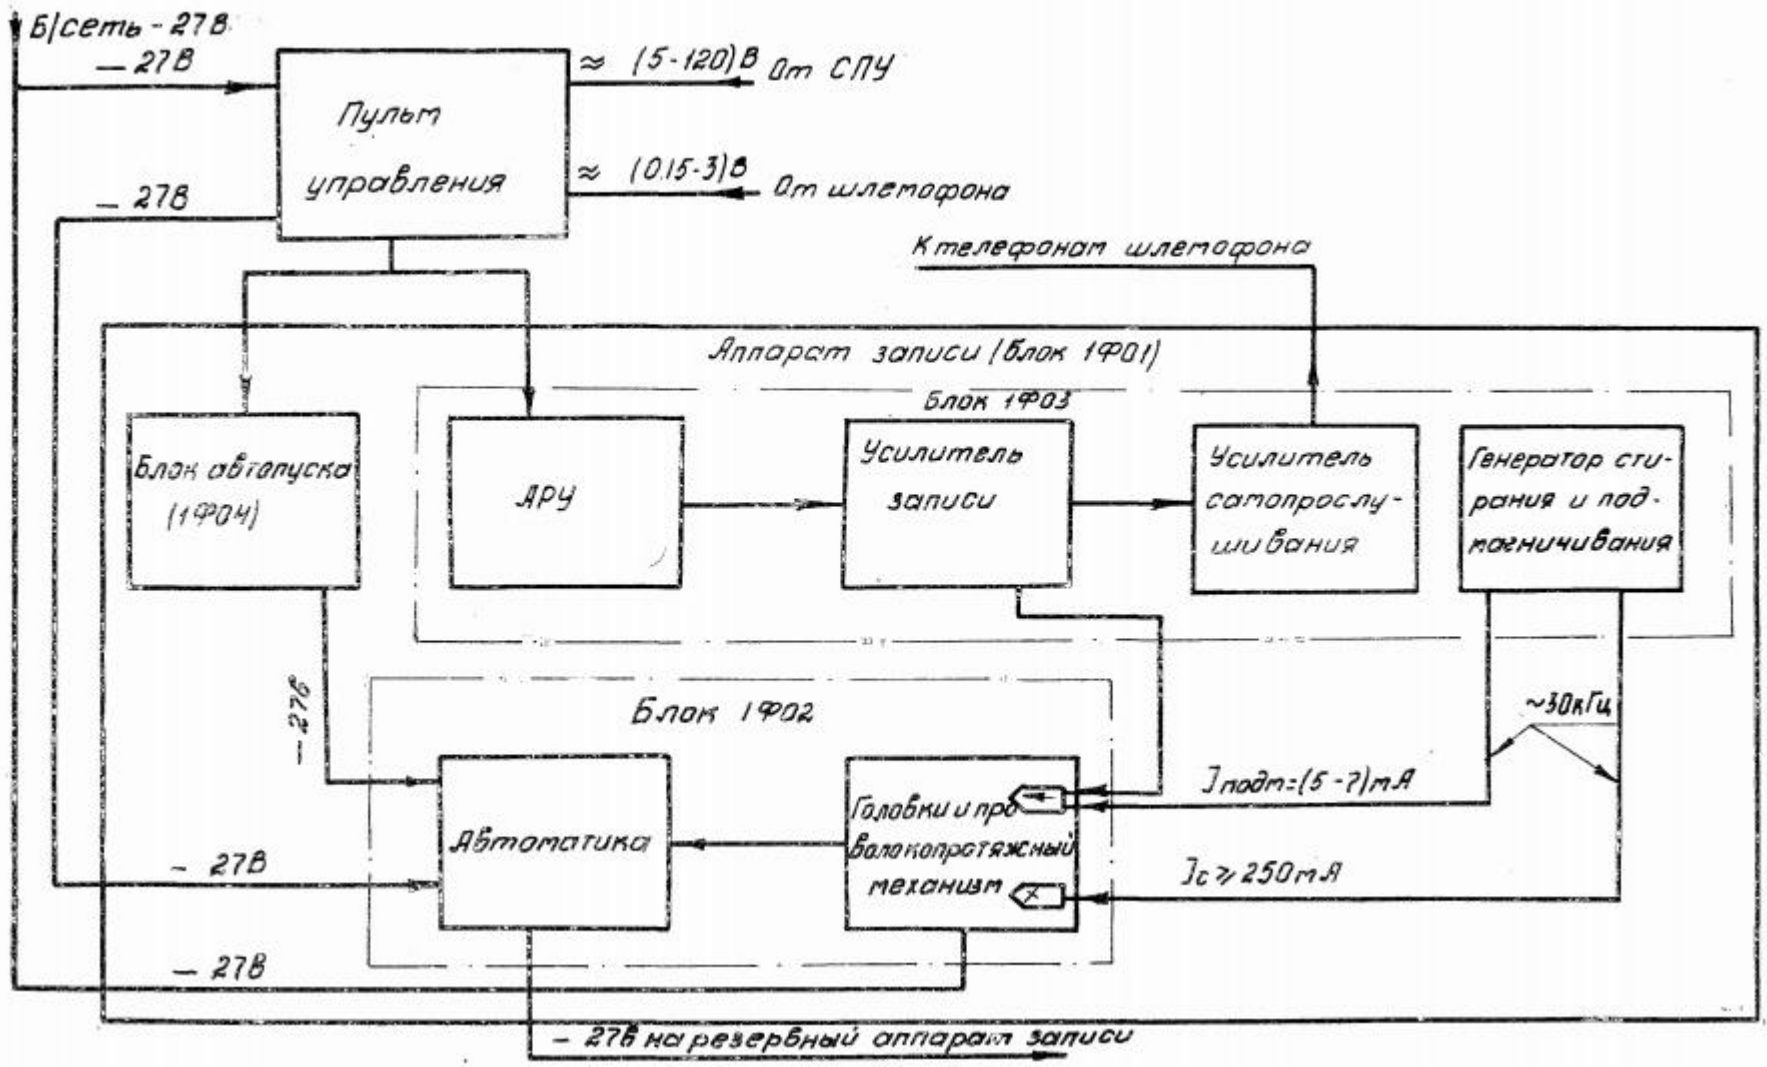 Б/сеть - 27В
— 27В
≈ (5-120)В От СПУ
Пульт
управления
≈ (0.15-3)В От шлемофона
— 27В
К телефонам шлемофона
Аппарат записи (блок 1Ф01)
Блок 1Ф03
Блок автопуска
(1Ф04)
АРУ
Усилитель
записи
Усилитель
самопрослу-
шивания
Генератор сти-
рания и под-
магничивания
— 27В
Блок 1Ф02
~30кГц
Автоматика
Головки и про
волокопротяжный
механизм
Jподм=(5-7)мА
Jс⩾250мА
- 27В
— 27В
- 27В на резервный аппарат записи